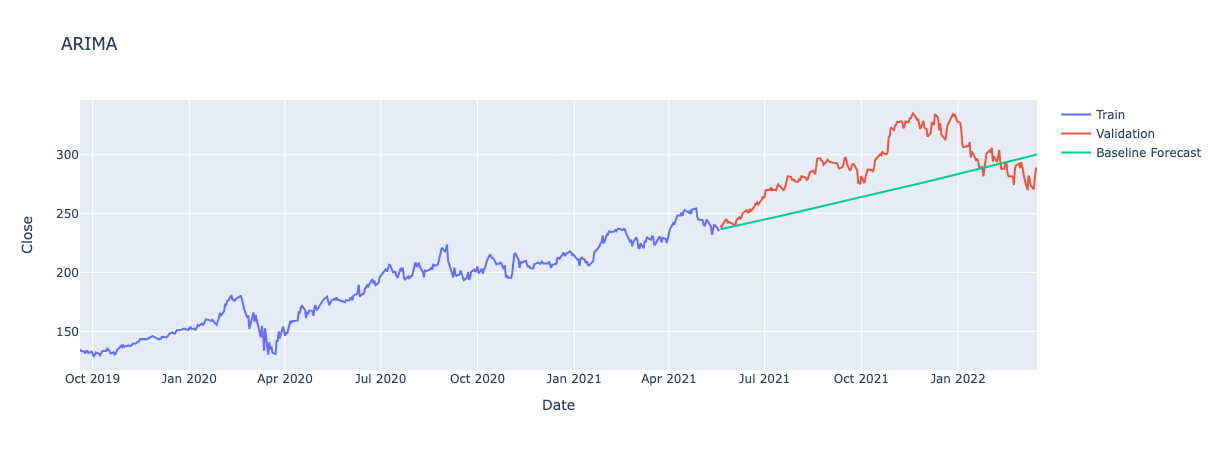 ARIMA
Train
Validation
Baseline Forecast
Close
300
250
200
150
Oct 2019
Jan 2020
Apr 2020
Jul 2020
Oct 2020
Jan 2021
Apr 2021
Jul 2021
Oct 2021
Jan 2022
Date